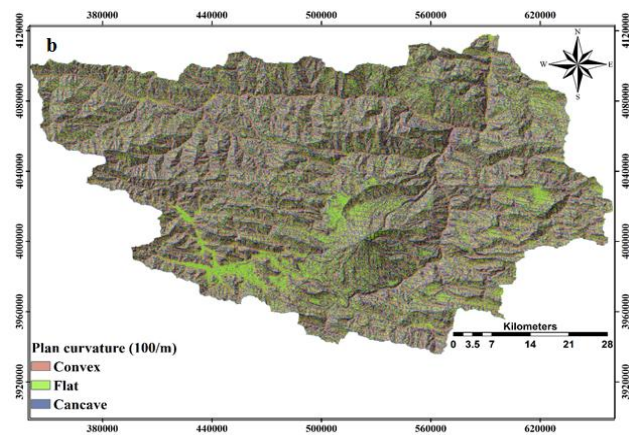 380000 440000 500000 560000 620000
b
N
W E
S
4120000 4080000 4040000 4000000 3960000 3920000
4120000 4080000 4040000 4000000 3960000 3920000
Kilometers
0 3.5 7 14 21 28
Plan curvature (100/m)
Convex
Flat
Cancave
380000 440000 500000 560000 620000